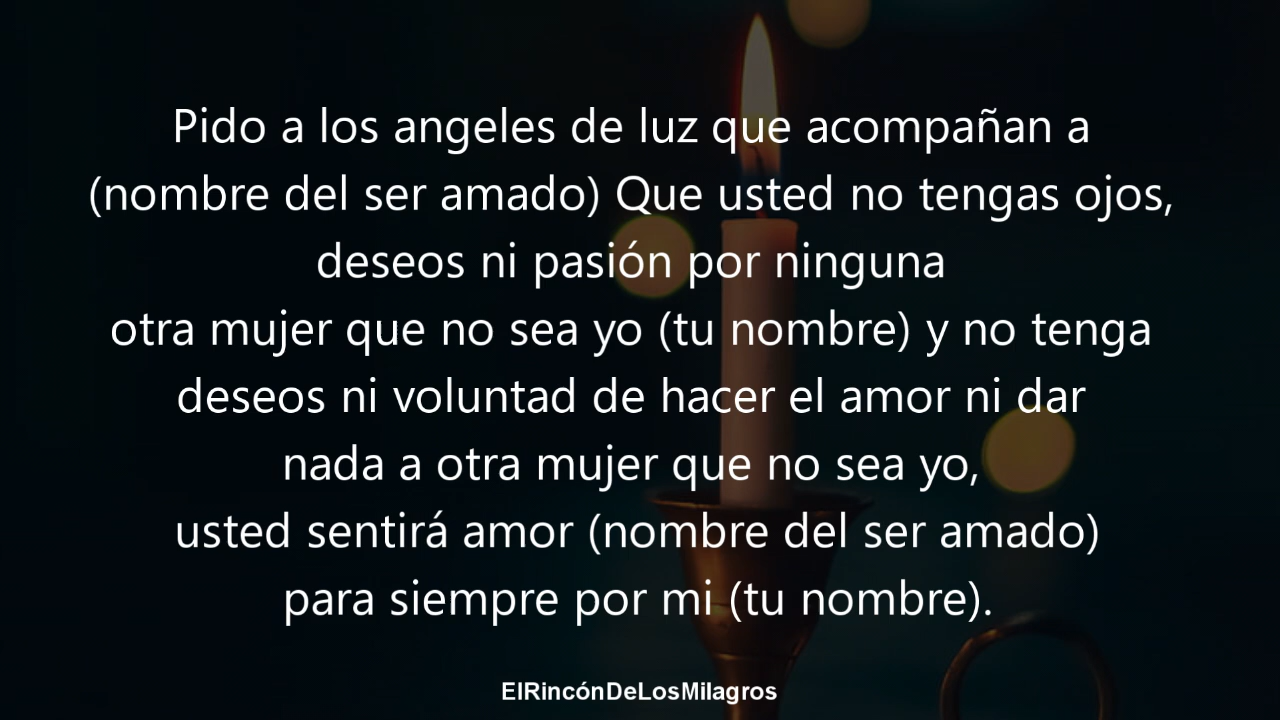 Pido a los angeles de luz que acompañan a
(nombre del ser amado) Que usted no tengas ojos,
deseos ni pasión por ninguna
otra mujer que no sea yo (tu nombre) y no tenga
deseos ni voluntad de hacer el amor ni dar
nada a otra mujer que no sea yo,
usted sentirá amor (nombre del ser amado)
para siempre por mi (tu nombre).
ElRincónDeLosMilagros